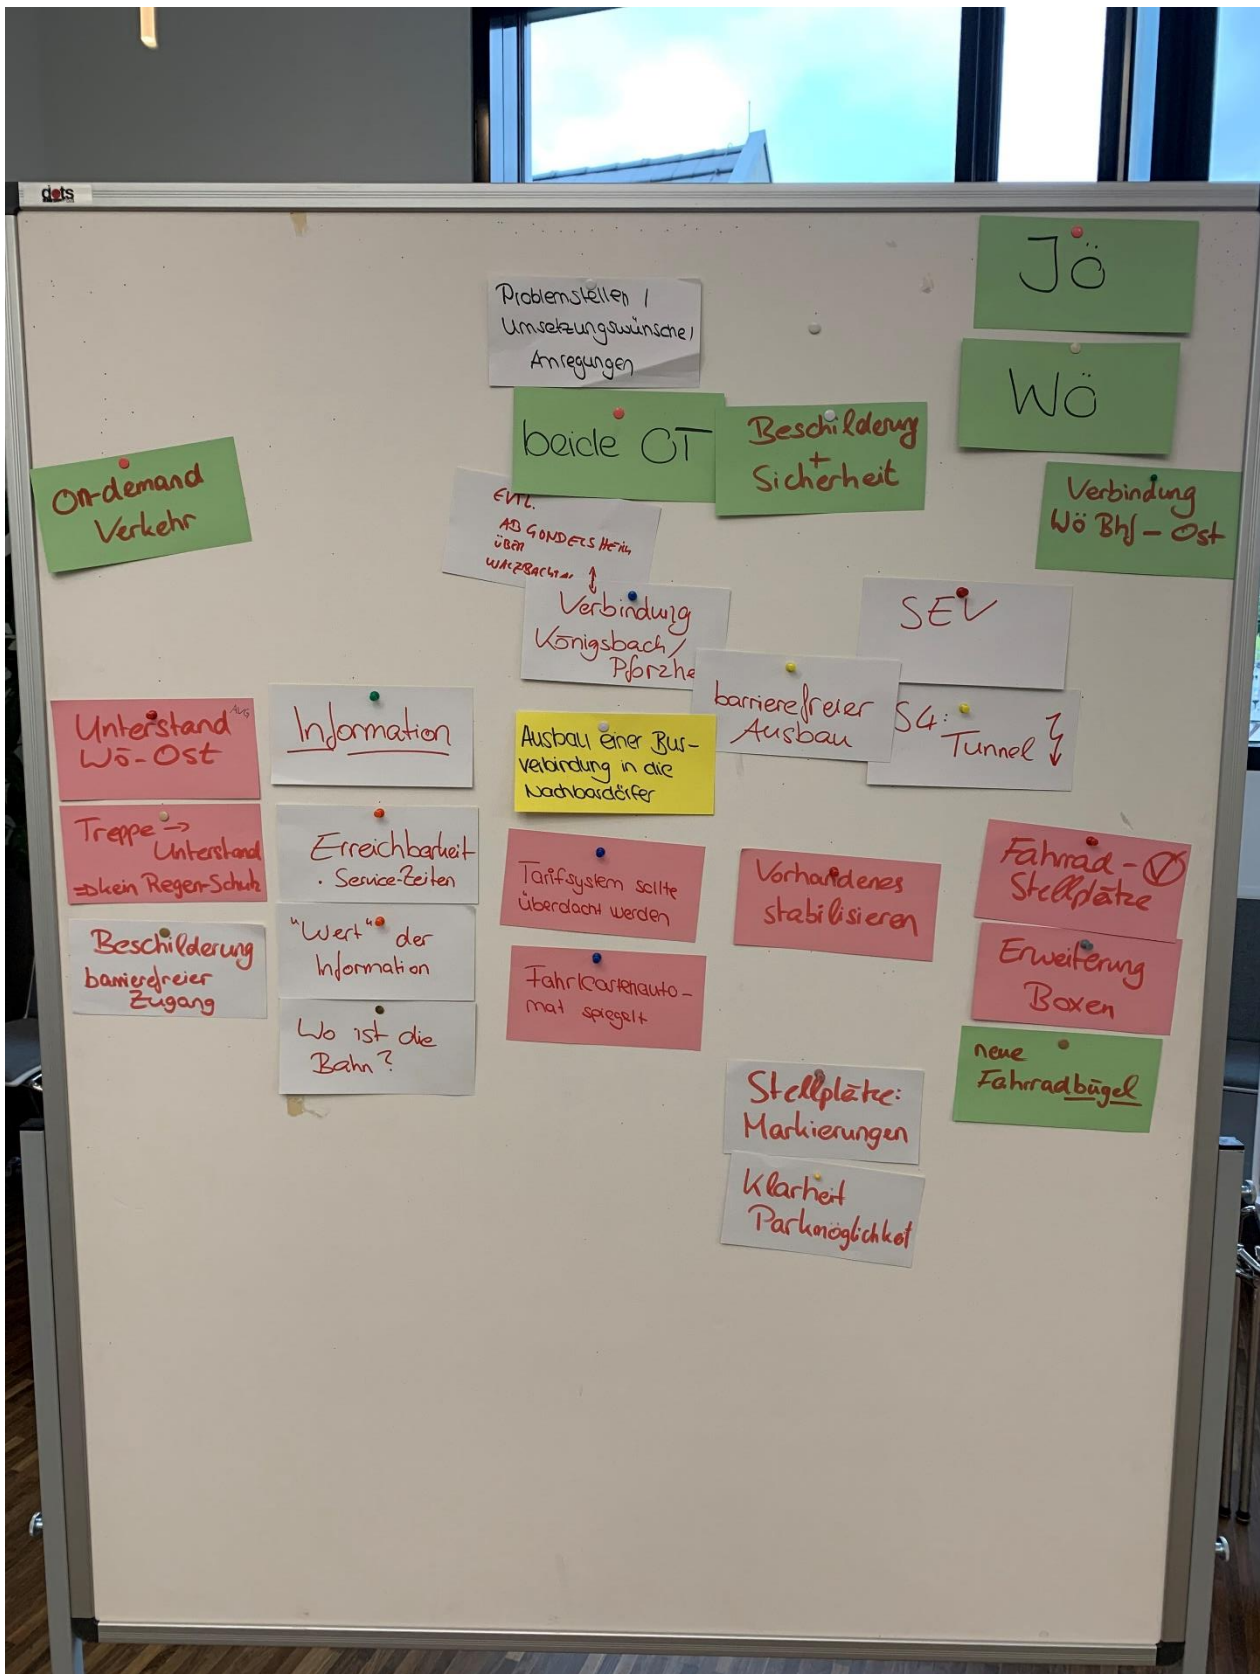 dots
Jö
Problemstellen /
Umsetzungswünsche /
Anregungen
Wö
beide OT
Beschilderung
+
Sicherheit
On-demand
Verkehr
Verbindung
Wö Bhf - Ost
EVTL.
AB GONDELSHEIM
ÜBER
Verbindung
Königsbach /
Pforzhe
SEV
barrierefreier
Ausbau
S4:
Tunnel
Unterstand
Wö-Ost
Information
Ausbau einer Bus-
verbindung in die
Nachbardörfer
Treppe →
Unterstand
⇒ kein Regen-Schutz
Erreichbarkeit
. Service-Zeiten
Tarifsystem sollte
überdacht werden
Vorhandenes
stabilisieren
Fahrrad-
Stellplätze
Beschilderung
barrierefreier
Zugang
"Wert" der
Information
Fahrkartenauto-
mat spiegelt
Erweiterung
Boxen
Wo ist die
Bahn?
neue
Fahrradbügel
Stellplätze:
Markierungen
Klarheit
Parkmöglichkeit